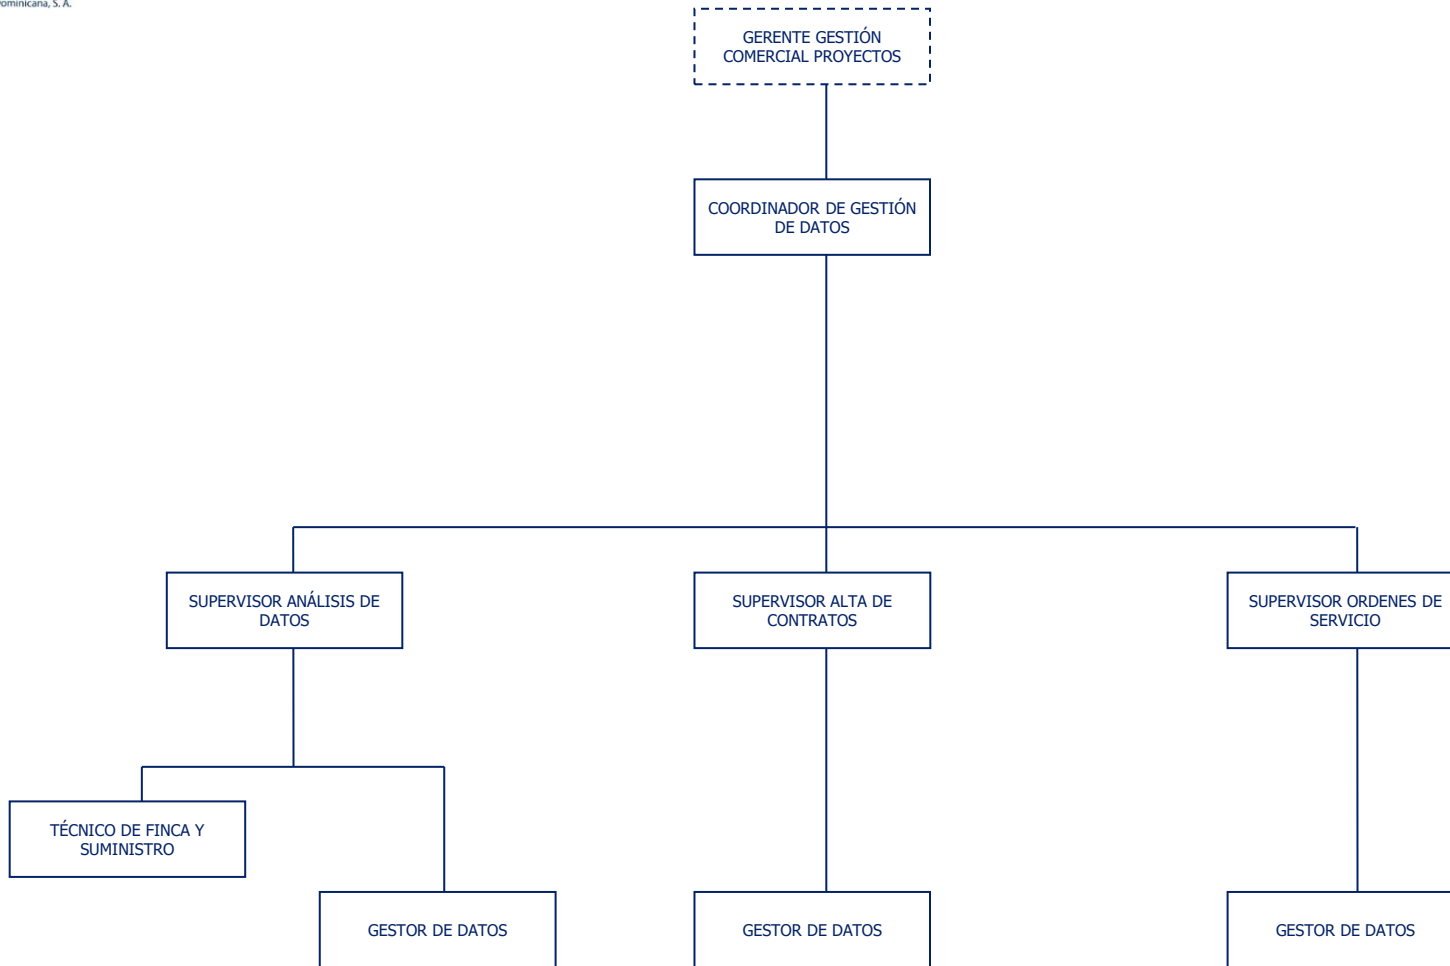 ominicana, S. A.
GERENTE GESTIÓN
COMERCIAL PROYECTOS
COORDINADOR DE GESTIÓN
DE DATOS
SUPERVISOR ANÁLISIS DE
DATOS
SUPERVISOR ALTA DE
CONTRATOS
SUPERVISOR ORDENES DE
SERVICIO
TÉCNICO DE FINCA Y
SUMINISTRO
GESTOR DE DATOS
GESTOR DE DATOS
GESTOR DE DATOS